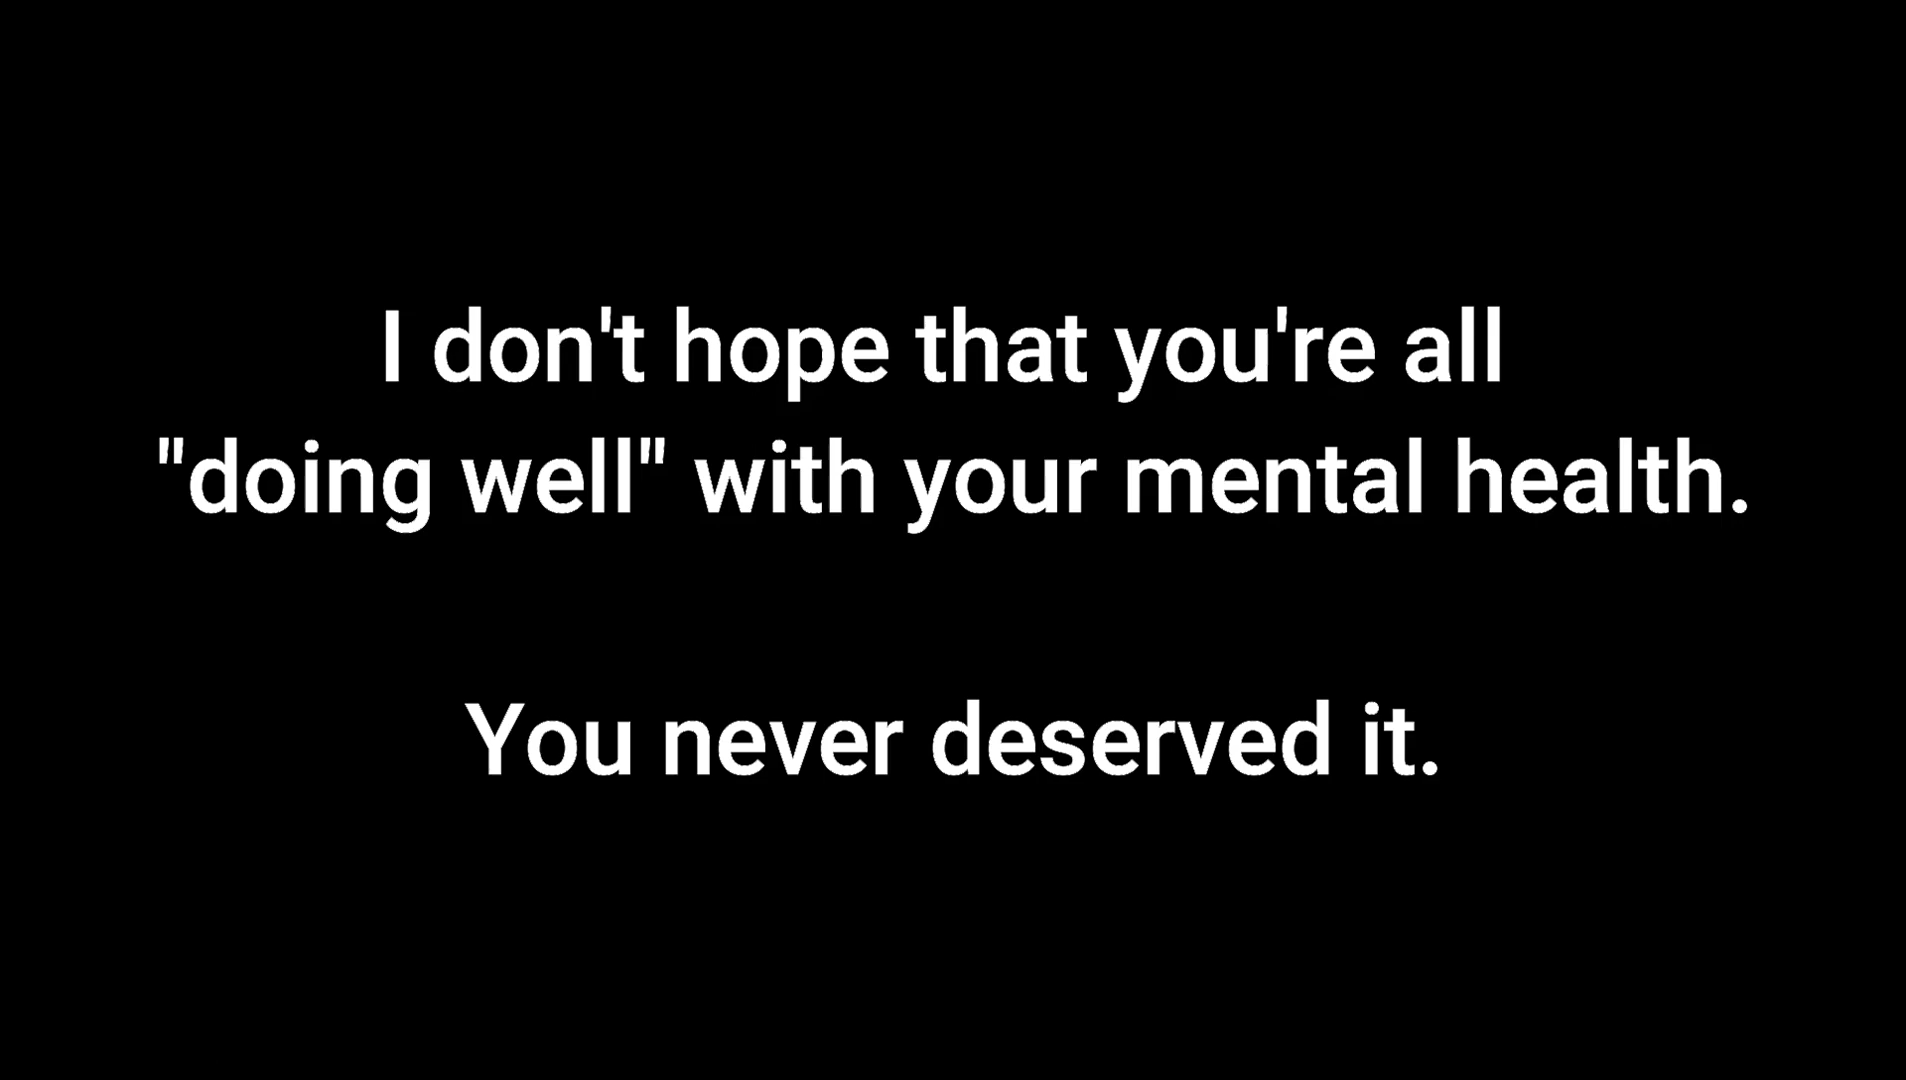 I don't hope that you're all
"doing well" with your mental health.
You never deserved it.